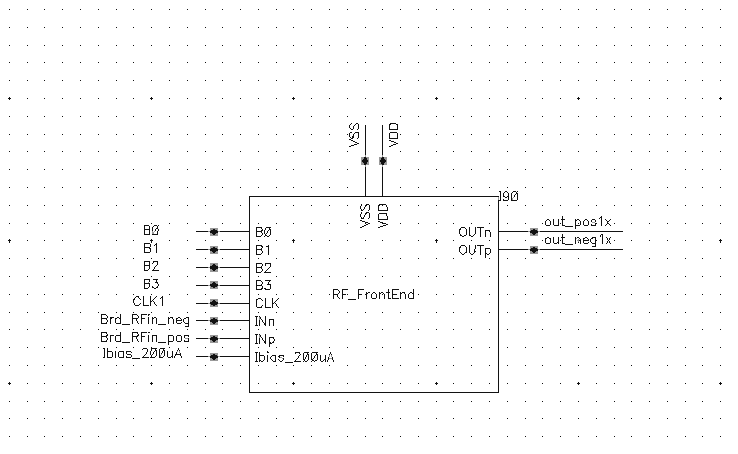 VSS VDD
I90
VSS VDD
B0 B0 OUTn out_pos1x
B1 B1 OUTp out_neg1x
B2 B2
B3 B3 RF_FrontEnd
CLK1 CLK
Brd_RFin_neg INn
Brd_RFin_pos INp
Ibias_200uA Ibias_200uA